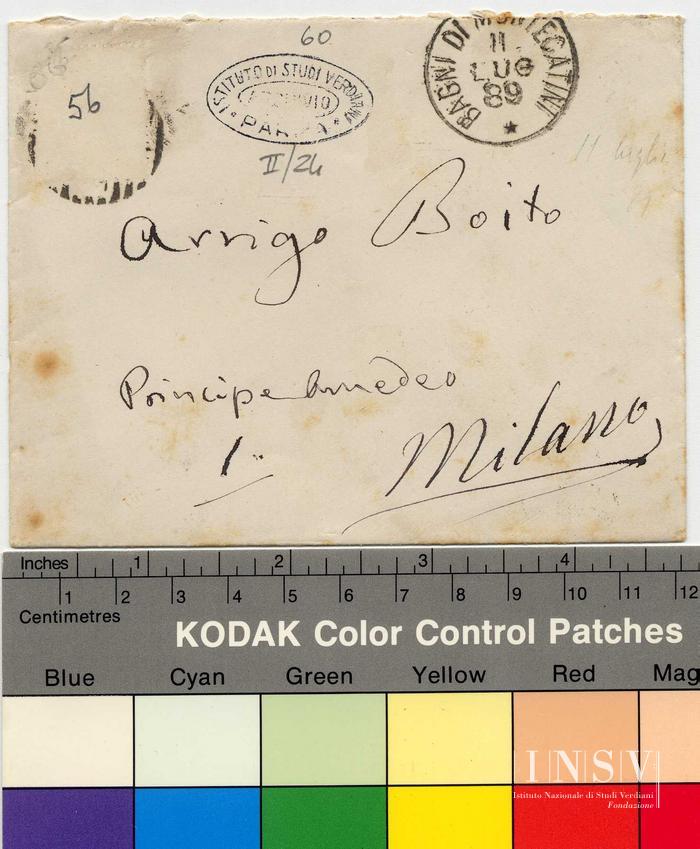 60
56
ISTITUTO DI STUDI VERDIANI
ARCHIVIO
* PARMA *
II/24
BAGNI DI MONTECATINI
11
LUG
89
11 luglio
Arrigo Boito
Principe Amedeo
1.
Milano
Inches 1 2 3 4
1 2 3 4 5 6 7 8 9 10 11 12
Centimetres
KODAK Color Control Patches
Blue Cyan Green Yellow Red Mag
INSV
Istituto Nazionale di Studi Verdiani
Fondazione